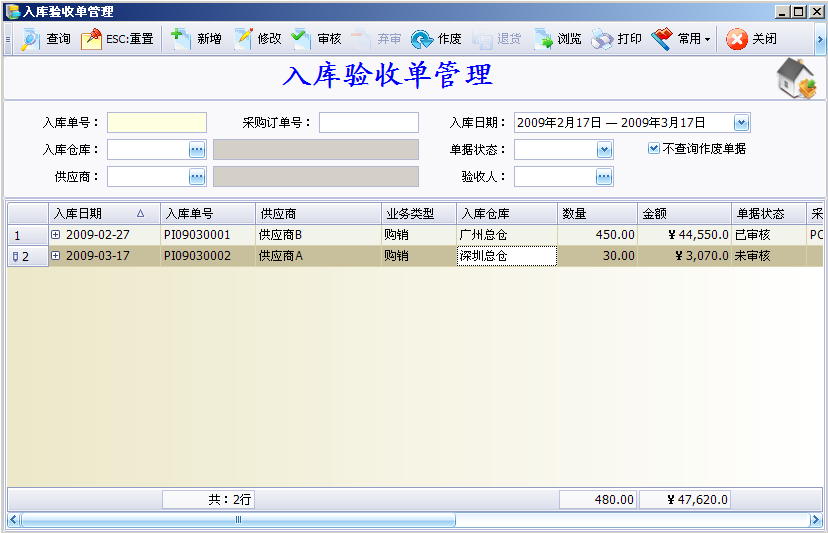 入库验收单管理
查询 ESC:重置 新增 修改 审核 弃审 作废 退货 浏览 打印 常用 关闭
入库验收单管理
入库单号： 采购订单号： 入库日期： 2009年2月17日 — 2009年3月17日
入库仓库： 单据状态： 不查询作废单据
供应商： 验收人：
入库日期 入库单号 供应商 业务类型 入库仓库 数量 金额 单据状态 采
1 2009-02-27 PI09030001 供应商B 购销 广州总仓 450.00 ¥ 44,550.0 已审核 PO
2 2009-03-17 PI09030002 供应商A 购销 深圳总仓 30.00 ¥ 3,070.0 未审核
共：2行 480.00 ¥ 47,620.0